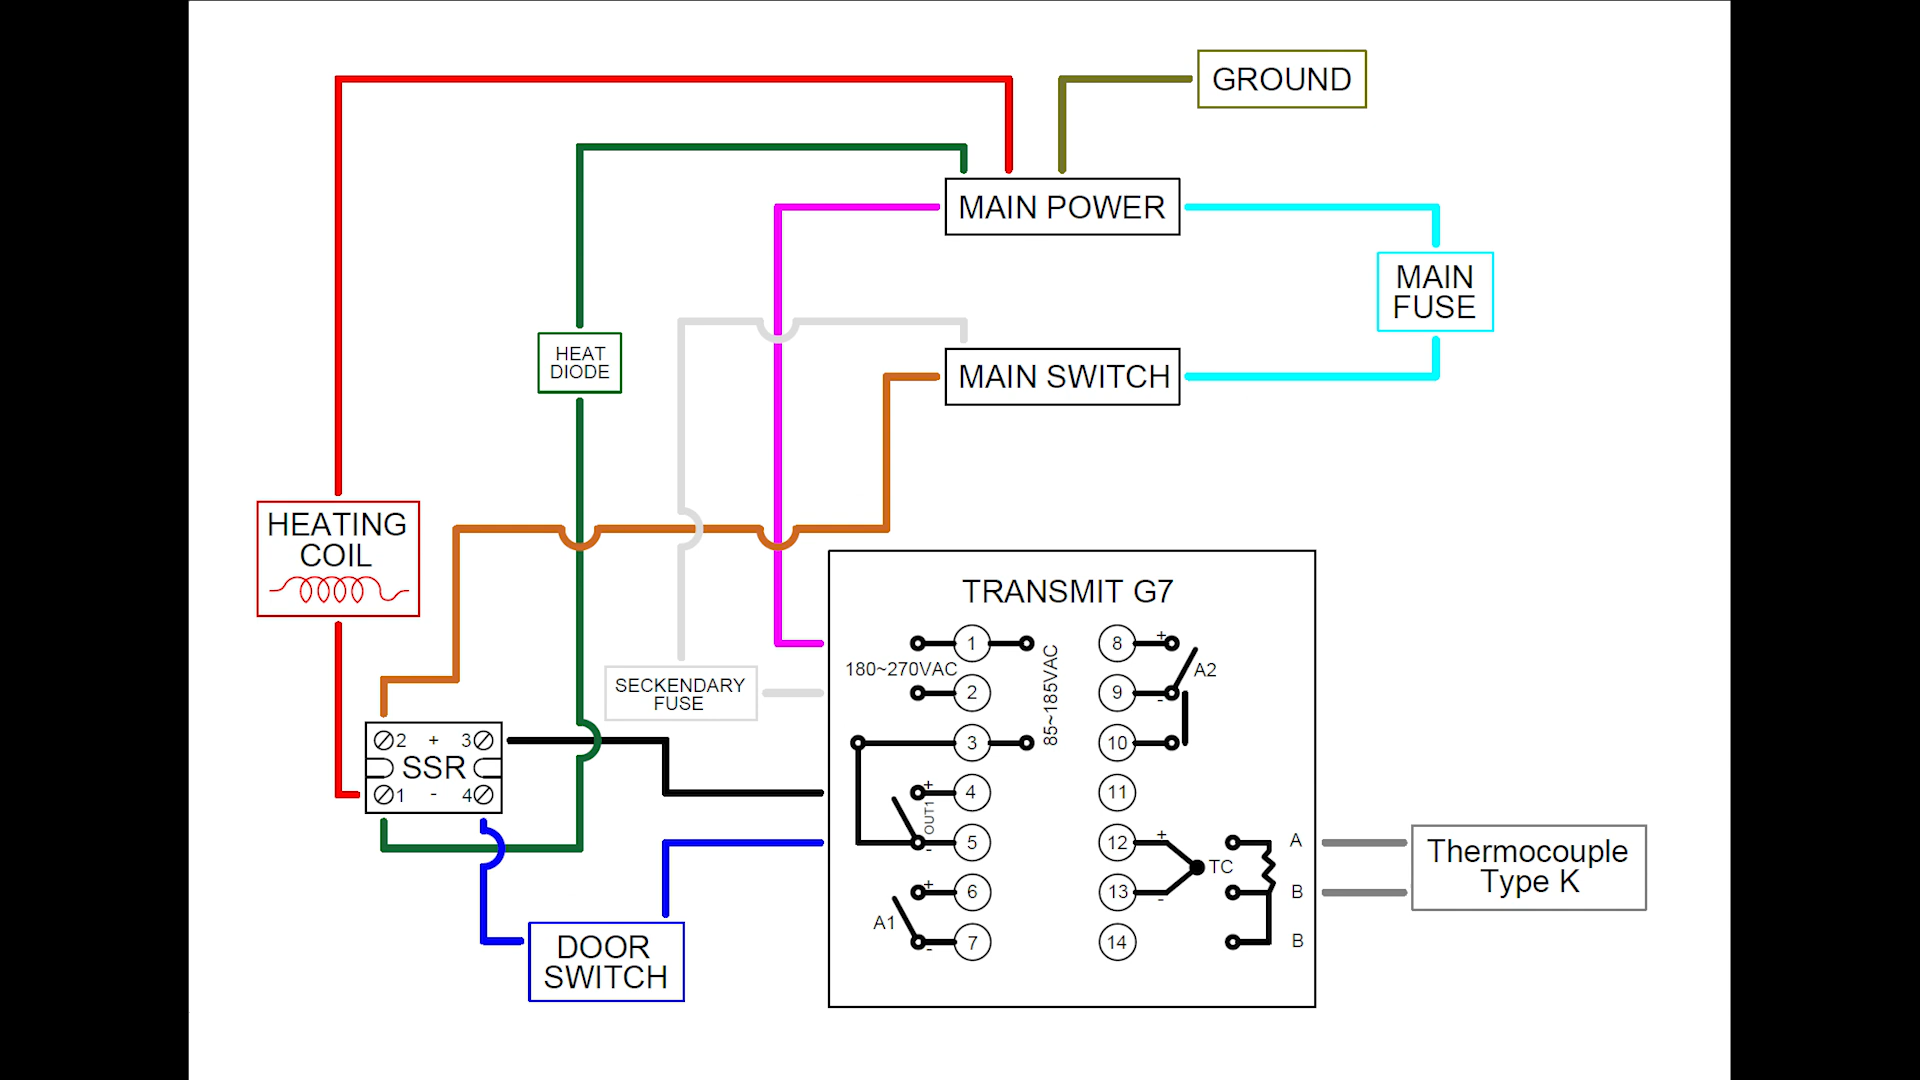 GROUND
MAIN POWER
MAIN
FUSE
HEAT
DIODE
MAIN SWITCH
HEATING
COIL
TRANSMIT G7
1
180~270VAC
2
85~185VAC
3
+
4
OUT1
-
5
+
6
A1
-
7
8
+
A2
9
-
10
11
12
+
TC
13
-
14
A
B
B
SECKENDARY
FUSE
2 + 3
SSR
1 - 4
DOOR
SWITCH
Thermocouple
Type K